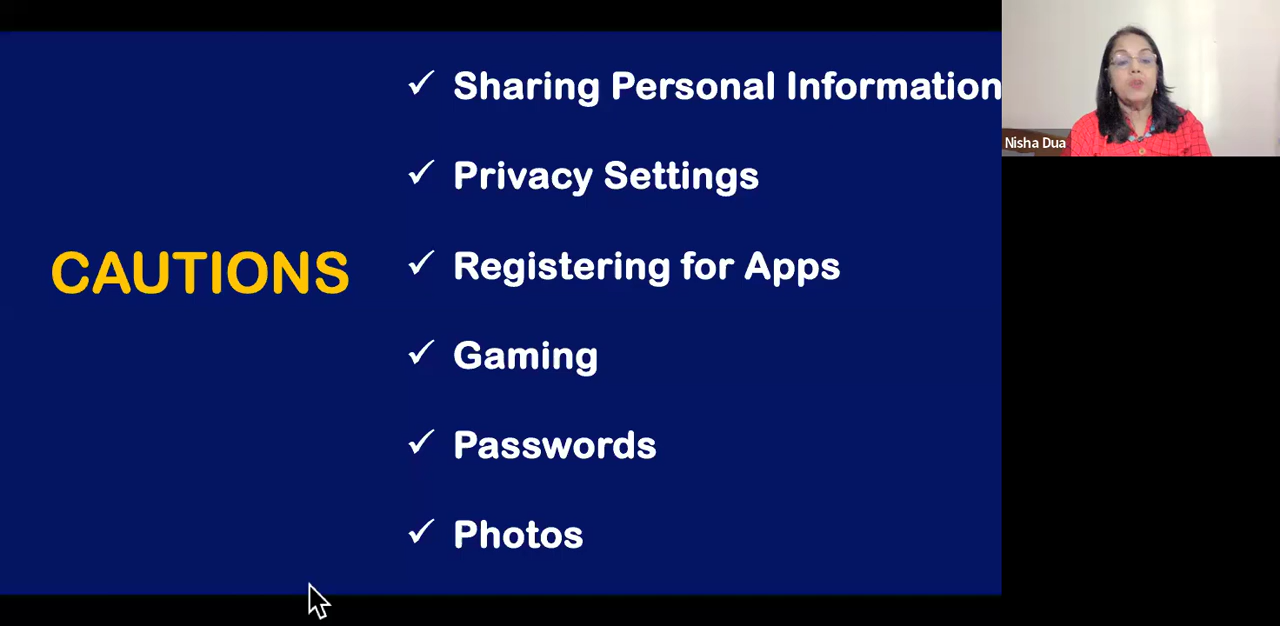 CAUTIONS
✓ Sharing Personal Information
✓ Privacy Settings
✓ Registering for Apps
✓ Gaming
✓ Passwords
✓ Photos
Nisha Dua